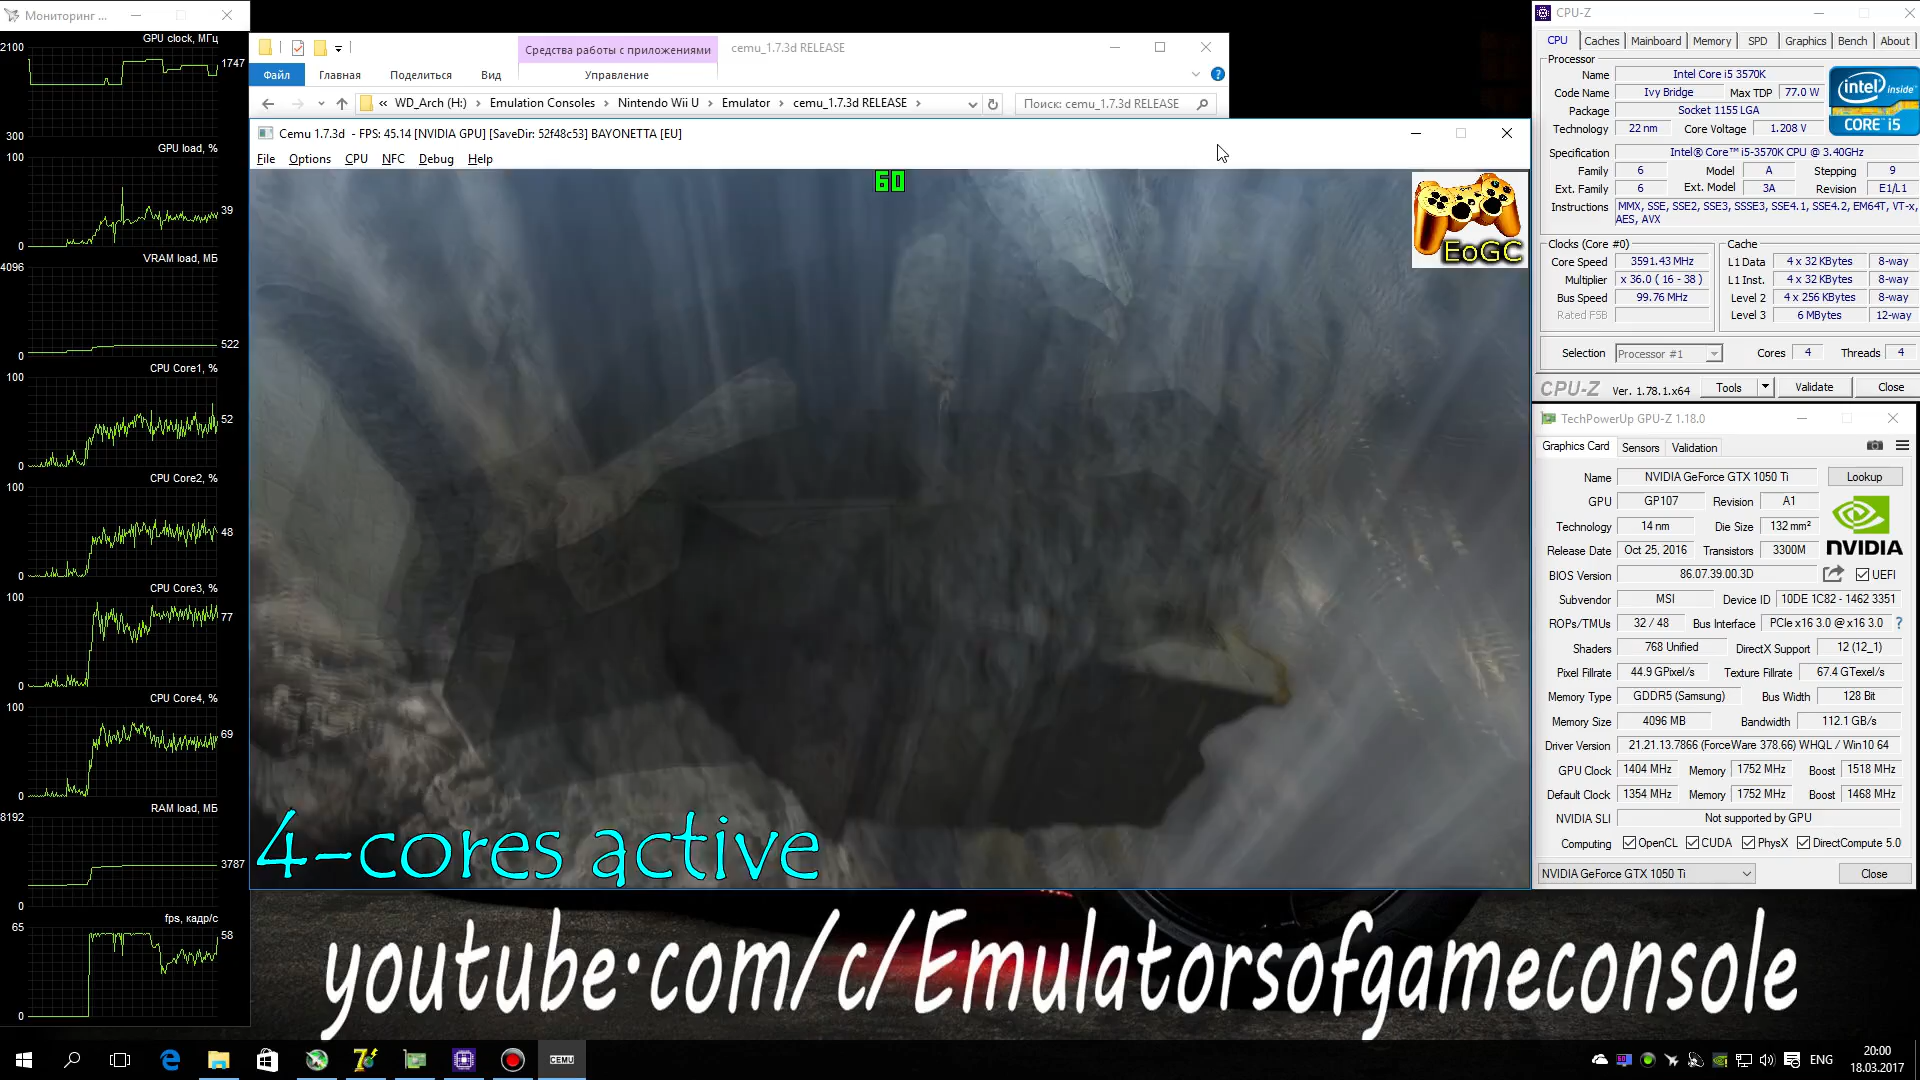 Мониторинг ...
GPU clock, МГц
2100
1747
300
GPU load, %
100
39
0
VRAM load, МБ
4096
522
0
CPU Core1, %
100
52
0
CPU Core2, %
100
48
0
CPU Core3, %
100
77
0
CPU Core4, %
100
69
0
RAM load, МБ
8192
3787
0
fps, кадр/с
65
58
0
Средства работы с приложениями
cemu_1.7.3d RELEASE
Файл Главная Поделиться Вид Управление
« WD_Arch (H:) Emulation Consoles Nintendo Wii U Emulator cemu_1.7.3d RELEASE
Поиск: cemu_1.7.3d RELEASE
Cemu 1.7.3d - FPS: 45.14 [NVIDIA GPU] [SaveDir: 52f48c53] BAYONETTA [EU]
File Options CPU NFC Debug Help
60
EoGC
4-cores active
youtube.com/c/Emulatorsofgameconsole
CPU-Z
CPU Caches Mainboard Memory SPD Graphics Bench About
Processor
Name Intel Core i5 3570K
Code Name Ivy Bridge Max TDP 77.0 W
Package Socket 1155 LGA
Technology 22 nm Core Voltage 1.208 V
intel inside™
CORE i5
Specification Intel® Core™ i5-3570K CPU @ 3.40GHz
Family 6 Model A Stepping 9
Ext. Family 6 Ext. Model 3A Revision E1/L1
Instructions MMX, SSE, SSE2, SSE3, SSSE3, SSE4.1, SSE4.2, EM64T, VT-x,
AES, AVX
Clocks (Core #0) Cache
Core Speed 3591.43 MHz L1 Data 4 x 32 KBytes 8-way
Multiplier x 36.0 ( 16 - 38 ) L1 Inst. 4 x 32 KBytes 8-way
Bus Speed 99.76 MHz Level 2 4 x 256 KBytes 8-way
Rated FSB Level 3 6 MBytes 12-way
Selection Processor #1 Cores 4 Threads 4
CPU-Z Ver. 1.78.1.x64 Tools Validate Close
TechPowerUp GPU-Z 1.18.0
Graphics Card Sensors Validation
Name NVIDIA GeForce GTX 1050 Ti Lookup
GPU GP107 Revision A1
Technology 14 nm Die Size 132 mm²
Release Date Oct 25, 2016 Transistors 3300M
NVIDIA
BIOS Version 86.07.39.00.3D UEFI
Subvendor MSI Device ID 10DE 1C82 - 1462 3351
ROPs/TMUs 32 / 48 Bus Interface PCIe x16 3.0 @ x16 3.0 ?
Shaders 768 Unified DirectX Support 12 (12_1)
Pixel Fillrate 44.9 GPixel/s Texture Fillrate 67.4 GTexel/s
Memory Type GDDR5 (Samsung) Bus Width 128 Bit
Memory Size 4096 MB Bandwidth 112.1 GB/s
Driver Version 21.21.13.7866 (ForceWare 378.66) WHQL / Win10 64
GPU Clock 1404 MHz Memory 1752 MHz Boost 1518 MHz
Default Clock 1354 MHz Memory 1752 MHz Boost 1468 MHz
NVIDIA SLI Not supported by GPU
Computing OpenCL CUDA PhysX DirectCompute 5.0
NVIDIA GeForce GTX 1050 Ti Close
CEMU
ENG
20:00
18.03.2017